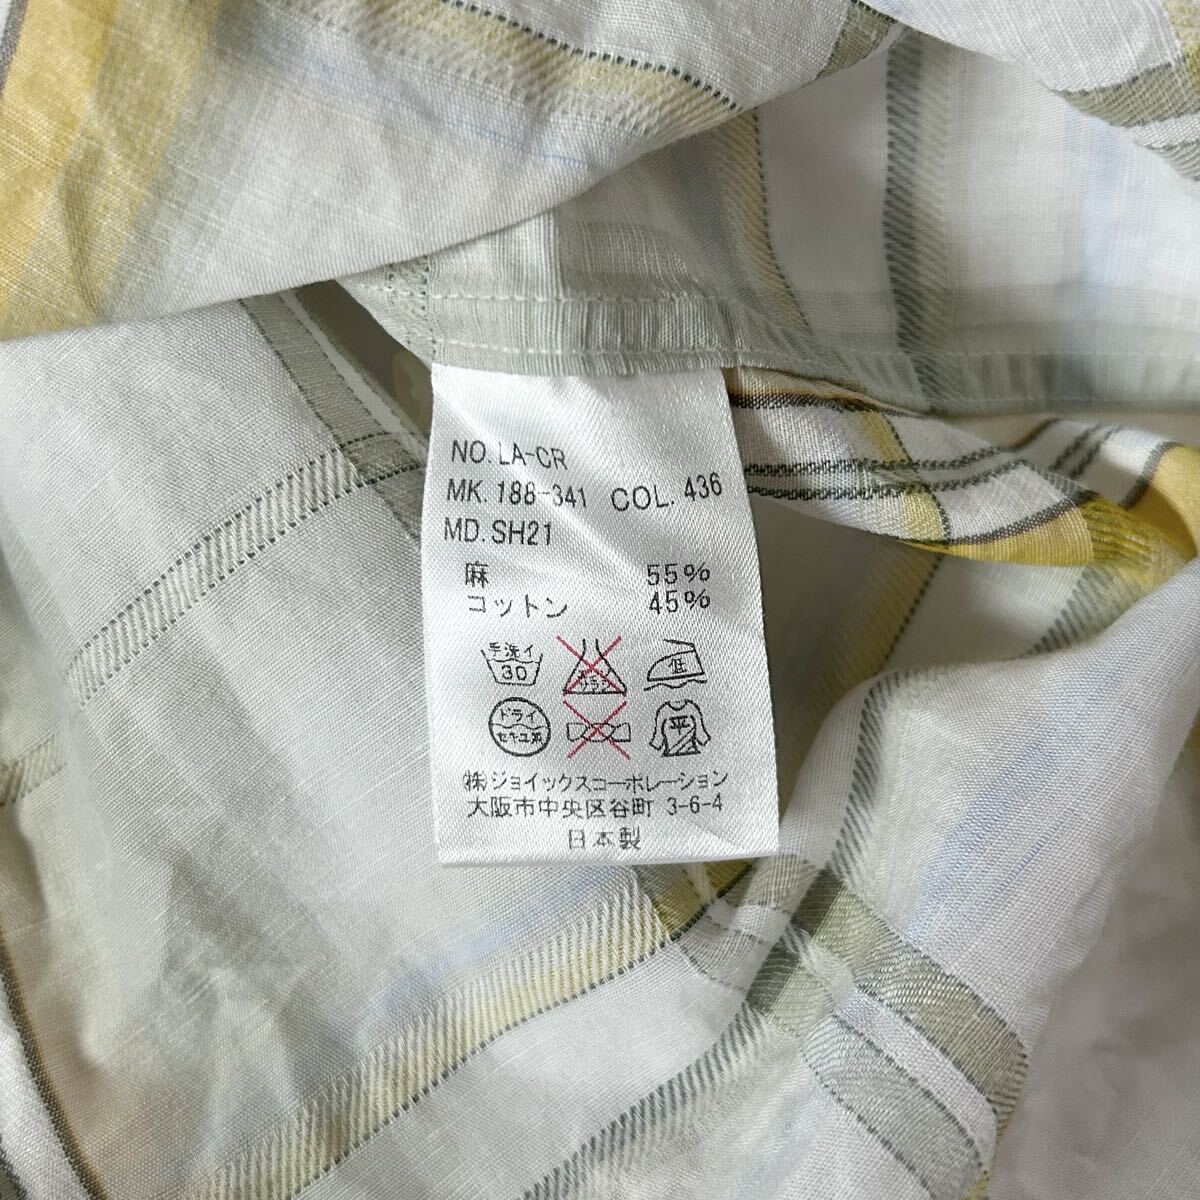 NO. LA-CR
MK. 188-341 COL. 436
MD. SH21
麻 55%
コットン 45%
手洗イ
30
低
ドライ
セキユ系
平
(株)ジョイックスコーポレーション
大阪市中央区谷町 3-6-4
日本製